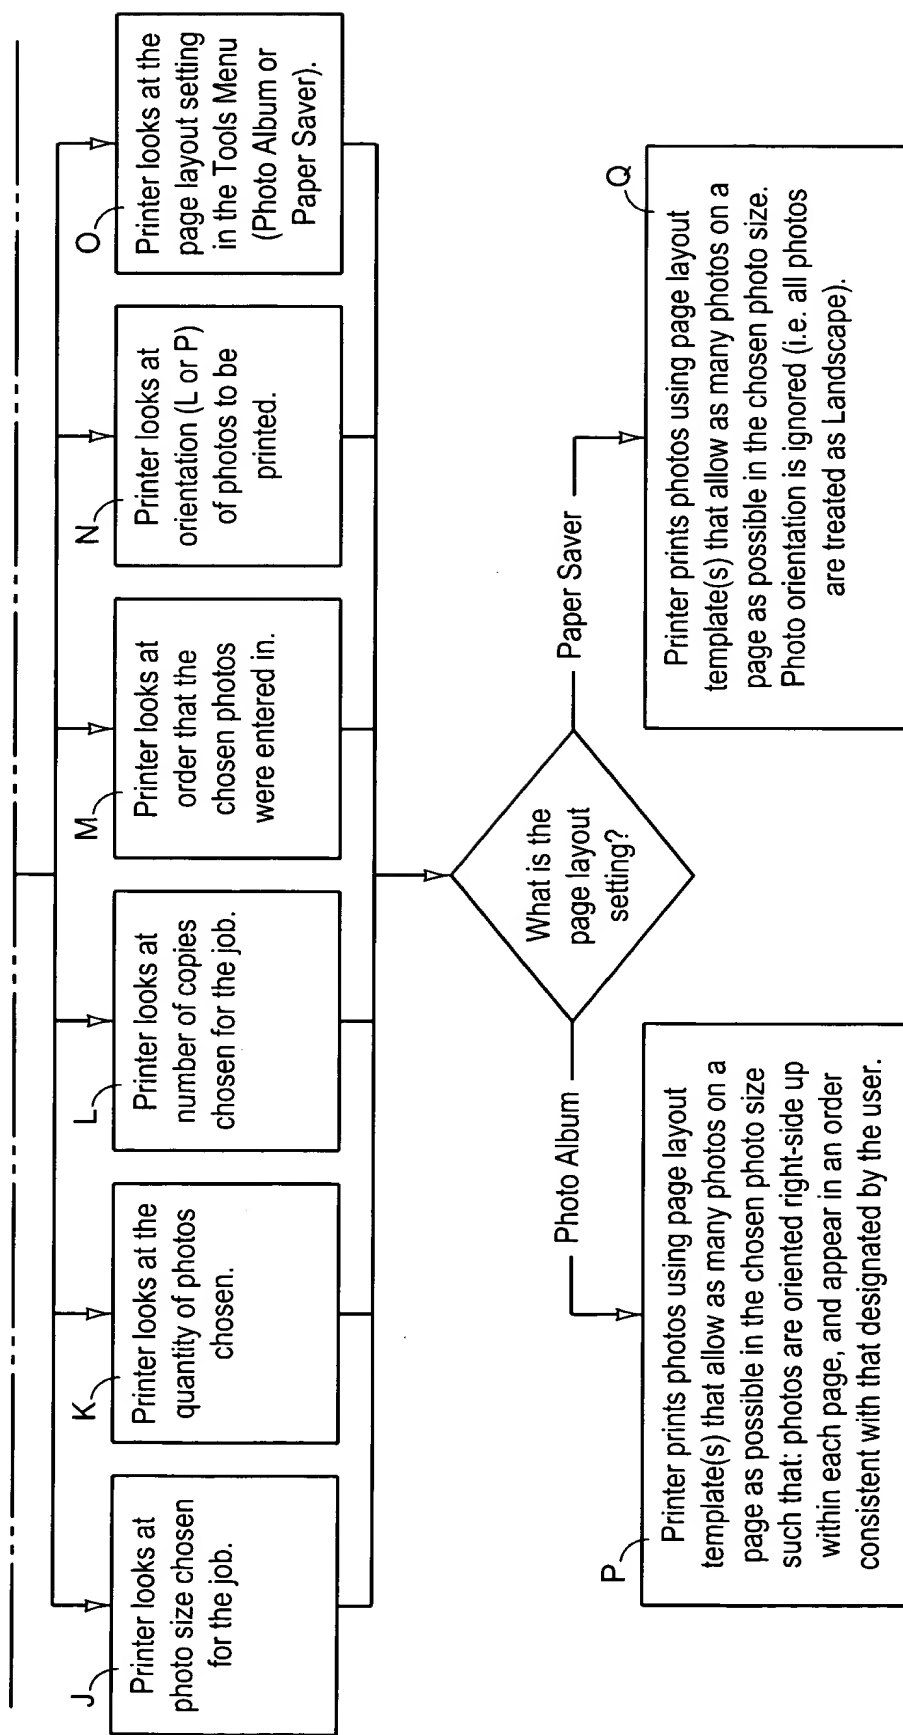 J
Printer looks at
photo size chosen
for the job.
K
Printer looks at the
quantity of photos
chosen.
L
Printer looks at
number of copies
chosen for the job.
M
Printer looks at
order that the
chosen photos
were entered in.
N
Printer looks at
orientation (L or P)
of photos to be
printed.
O
Printer looks at the
page layout setting
in the Tools Menu
(Photo Album or
Paper Saver).
What is the
page layout
setting?
Photo Album
Paper Saver
P
Printer prints photos using page layout
template(s) that allow as many photos on a
page as possible in the chosen photo size
such that: photos are oriented right-side up
within each page, and appear in an order
consistent with that designated by the user.
Q
Printer prints photos using page layout
template(s) that allow as many photos on a
page as possible in the chosen photo size.
Photo orientation is ignored (i.e. all photos
are treated as Landscape).